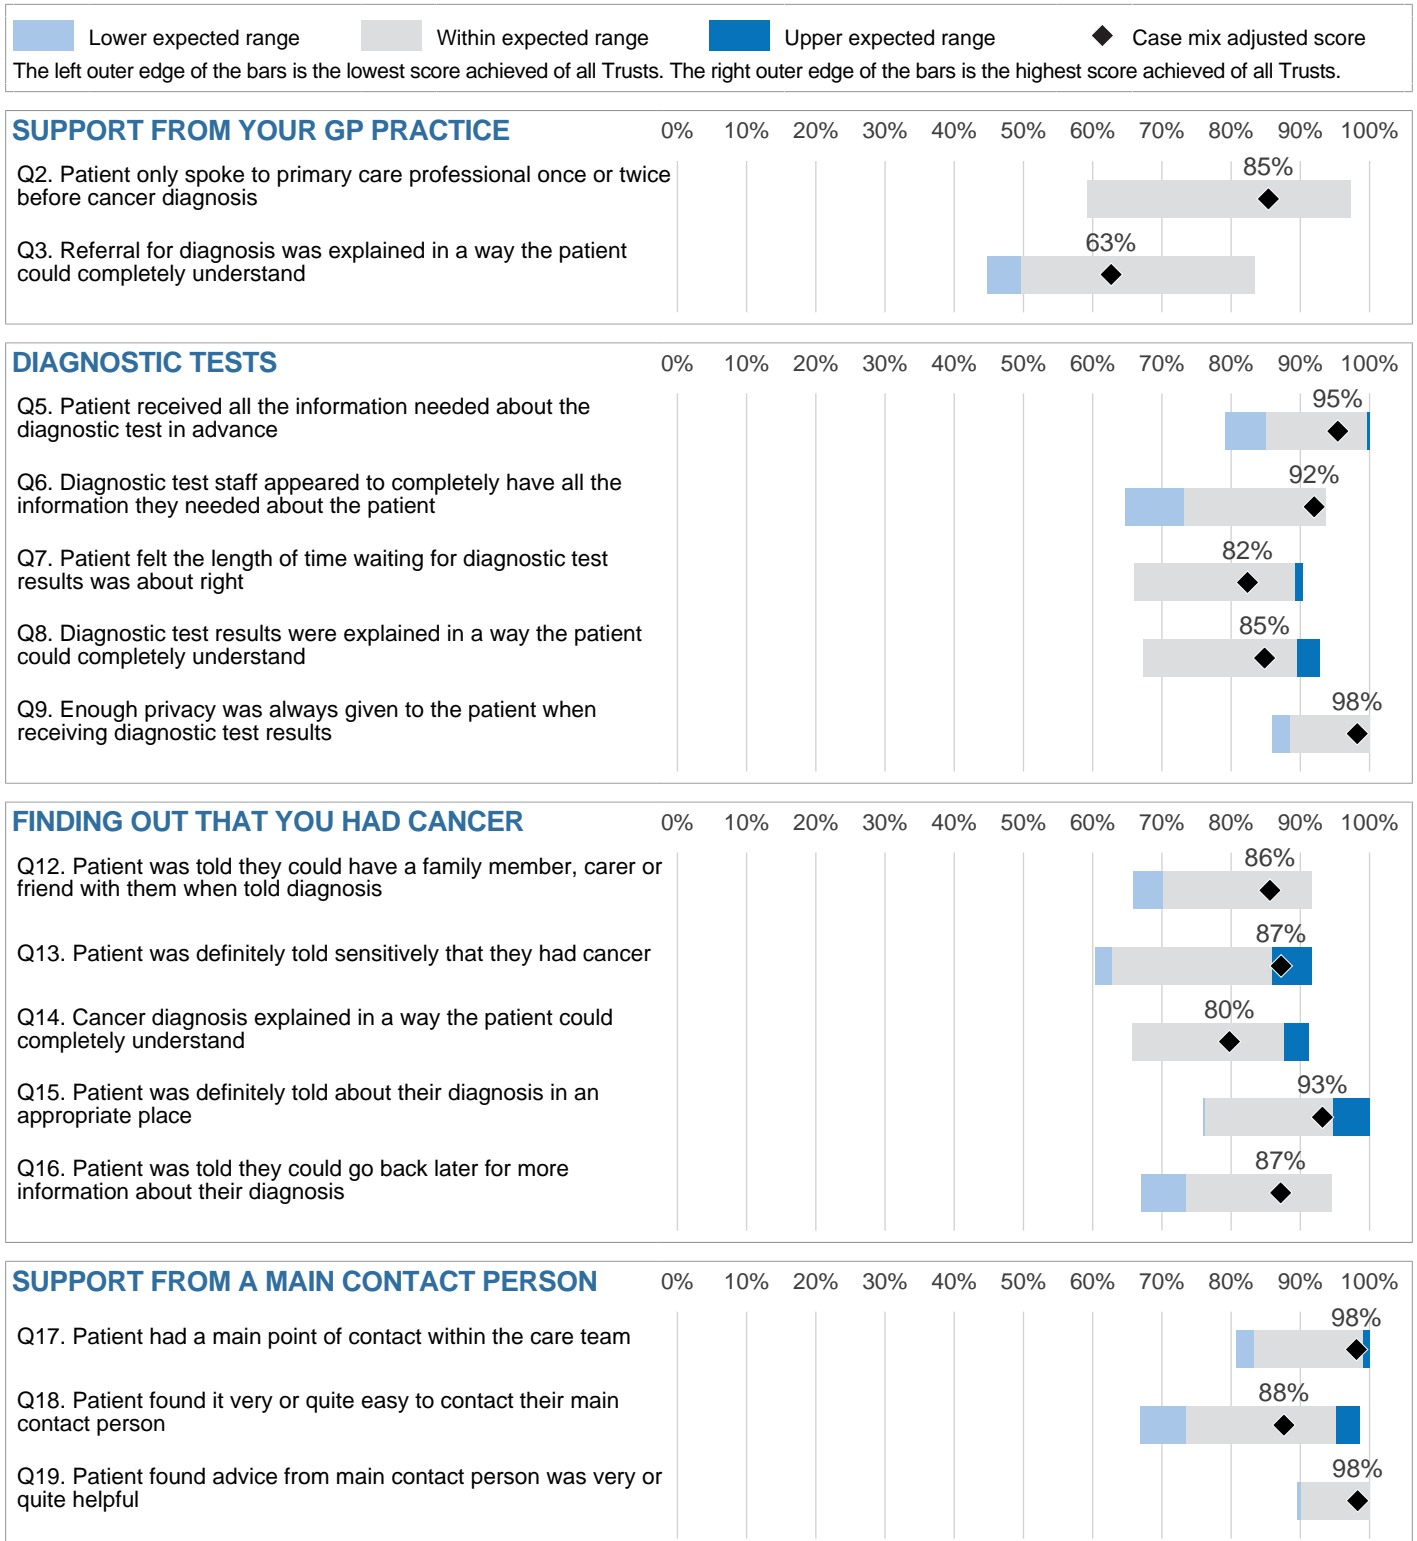 Lower expected range Within expected range Upper expected range Case mix adjusted score
The left outer edge of the bars is the lowest score achieved of all Trusts. The right outer edge of the bars is the highest score achieved of all Trusts.
SUPPORT FROM YOUR GP PRACTICE 0% 10% 20% 30% 40% 50% 60% 70% 80% 90% 100%
Q2. Patient only spoke to primary care professional once or twice
before cancer diagnosis
85%
Q3. Referral for diagnosis was explained in a way the patient
could completely understand
63%
DIAGNOSTIC TESTS 0% 10% 20% 30% 40% 50% 60% 70% 80% 90% 100%
Q5. Patient received all the information needed about the
diagnostic test in advance
95%
Q6. Diagnostic test staff appeared to completely have all the
information they needed about the patient
92%
Q7. Patient felt the length of time waiting for diagnostic test
results was about right
82%
Q8. Diagnostic test results were explained in a way the patient
could completely understand
85%
Q9. Enough privacy was always given to the patient when
receiving diagnostic test results
98%
FINDING OUT THAT YOU HAD CANCER 0% 10% 20% 30% 40% 50% 60% 70% 80% 90% 100%
Q12. Patient was told they could have a family member, carer or
friend with them when told diagnosis
86%
Q13. Patient was definitely told sensitively that they had cancer
87%
Q14. Cancer diagnosis explained in a way the patient could
completely understand
80%
Q15. Patient was definitely told about their diagnosis in an
appropriate place
93%
Q16. Patient was told they could go back later for more
information about their diagnosis
87%
SUPPORT FROM A MAIN CONTACT PERSON 0% 10% 20% 30% 40% 50% 60% 70% 80% 90% 100%
Q17. Patient had a main point of contact within the care team
98%
Q18. Patient found it very or quite easy to contact their main
contact person
88%
Q19. Patient found advice from main contact person was very or
quite helpful
98%